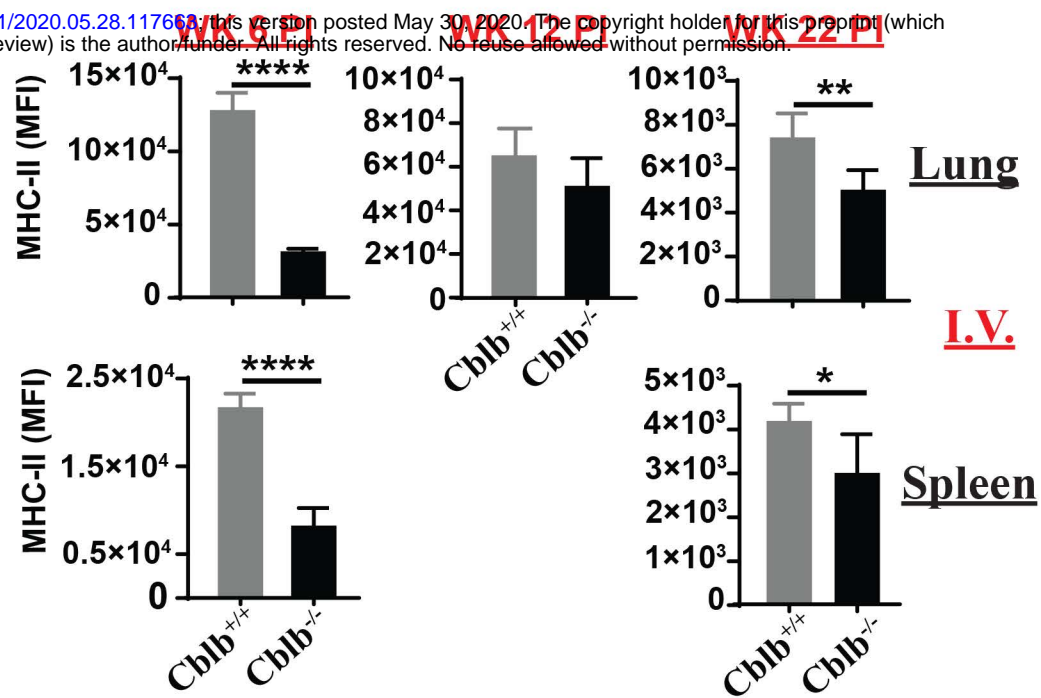 1/2020.05.28.117663; this version posted May 30, 2020. The copyright holder for this preprint (which
eview) is the author/funder. All rights reserved. No reuse allowed without permission.
WK 6 PI WK 12 PI WK 22 PI
MHC-II (MFI)
15×10⁴
10×10⁴
5×10⁴
0
****
10×10⁴
8×10⁴
6×10⁴
4×10⁴
2×10⁴
0
Cblb⁺/⁺ Cblb⁻/⁻
10×10³
8×10³
6×10³
4×10³
2×10³
0
**
Lung
I.V.
MHC-II (MFI)
2.5×10⁴
1.5×10⁴
0.5×10⁴
0
****
Cblb⁺/⁺ Cblb⁻/⁻
5×10³
4×10³
3×10³
2×10³
1×10³
0
*
Cblb⁺/⁺ Cblb⁻/⁻
Spleen